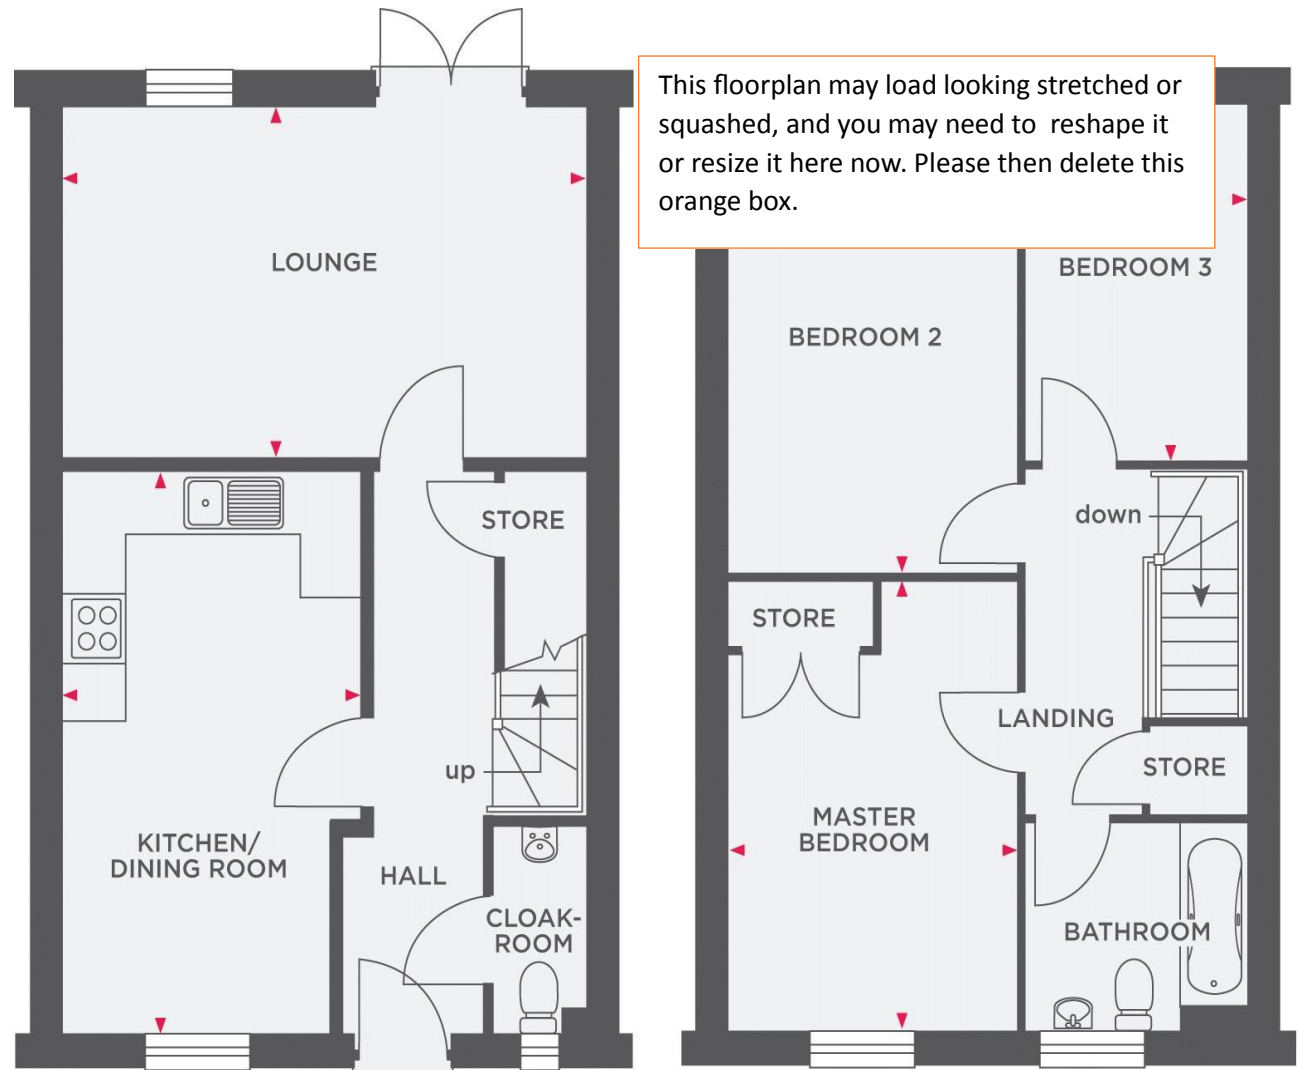 This floorplan may load looking stretched or
squashed, and you may need to reshape it
or resize it here now. Please then delete this
orange box.
LOUNGE
STORE
up
KITCHEN/
DINING ROOM
HALL
CLOAK-
ROOM
BEDROOM 3
BEDROOM 2
down
STORE
LANDING
STORE
MASTER
BEDROOM
BATHROOM